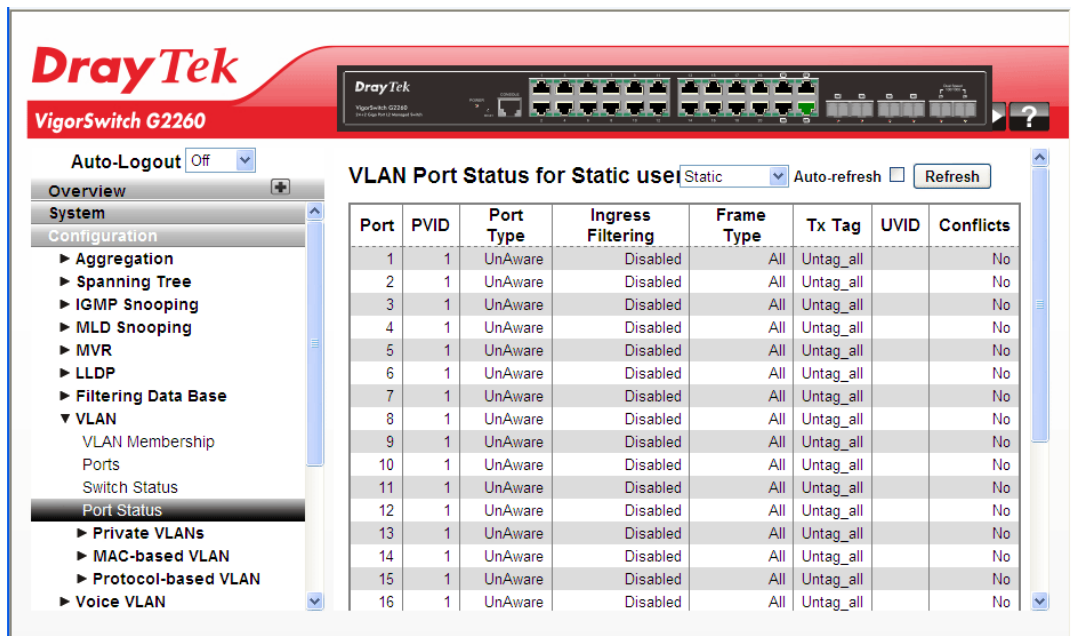 DrayTek
VigorSwitch G2260
DrayTek
VigorSwitch G2260
CONSOLE
?
Auto-Logout Off
Overview
System
Configuration
Aggregation
Spanning Tree
IGMP Snooping
MLD Snooping
MVR
LLDP
Filtering Data Base
VLAN
VLAN Membership
Ports
Switch Status
Port Status
Private VLANs
MAC-based VLAN
Protocol-based VLAN
Voice VLAN
VLAN Port Status for Static user Static Auto-refresh Refresh
Port PVID Port Type Ingress Filtering Frame Type Tx Tag UVID Conflicts
1 1 UnAware Disabled All Untag_all No
2 1 UnAware Disabled All Untag_all No
3 1 UnAware Disabled All Untag_all No
4 1 UnAware Disabled All Untag_all No
5 1 UnAware Disabled All Untag_all No
6 1 UnAware Disabled All Untag_all No
7 1 UnAware Disabled All Untag_all No
8 1 UnAware Disabled All Untag_all No
9 1 UnAware Disabled All Untag_all No
10 1 UnAware Disabled All Untag_all No
11 1 UnAware Disabled All Untag_all No
12 1 UnAware Disabled All Untag_all No
13 1 UnAware Disabled All Untag_all No
14 1 UnAware Disabled All Untag_all No
15 1 UnAware Disabled All Untag_all No
16 1 UnAware Disabled All Untag_all No